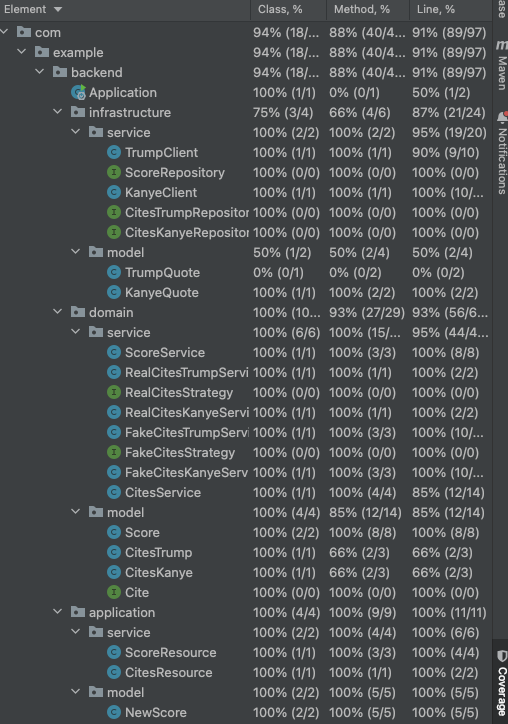 Element Class, % Method, % Line, %
com 94% (18/... 88% (40/4... 91% (89/97)
example 94% (18/... 88% (40/4... 91% (89/97)
backend 94% (18/... 88% (40/4... 91% (89/97)
Application 100% (1/1) 0% (0/1) 50% (1/2)
infrastructure 75% (3/4) 66% (4/6) 87% (21/24)
service 100% (2/2) 100% (2/2) 95% (19/20)
TrumpClient 100% (1/1) 100% (1/1) 90% (9/10)
ScoreRepository 100% (0/0) 100% (0/0) 100% (0/0)
KanyeClient 100% (1/1) 100% (1/1) 100% (10/...
CitesTrumpRepositor 100% (0/0) 100% (0/0) 100% (0/0)
CitesKanyeRepositor 100% (0/0) 100% (0/0) 100% (0/0)
model 50% (1/2) 50% (2/4) 50% (2/4)
TrumpQuote 0% (0/1) 0% (0/2) 0% (0/2)
KanyeQuote 100% (1/1) 100% (2/2) 100% (2/2)
domain 100% (10... 93% (27/29) 93% (56/6...
service 100% (6/6) 100% (15/... 95% (44/4...
ScoreService 100% (1/1) 100% (3/3) 100% (8/8)
RealCitesTrumpServi 100% (1/1) 100% (1/1) 100% (2/2)
RealCitesStrategy 100% (0/0) 100% (0/0) 100% (0/0)
RealCitesKanyeServi 100% (1/1) 100% (1/1) 100% (2/2)
FakeCitesTrumpServi 100% (1/1) 100% (3/3) 100% (10/...
FakeCitesStrategy 100% (0/0) 100% (0/0) 100% (0/0)
FakeCitesKanyeServ 100% (1/1) 100% (3/3) 100% (10/...
CitesService 100% (1/1) 100% (4/4) 85% (12/14)
model 100% (4/4) 85% (12/14) 85% (12/14)
Score 100% (2/2) 100% (8/8) 100% (8/8)
CitesTrump 100% (1/1) 66% (2/3) 66% (2/3)
CitesKanye 100% (1/1) 66% (2/3) 66% (2/3)
Cite 100% (0/0) 100% (0/0) 100% (0/0)
application 100% (4/4) 100% (9/9) 100% (11/11)
service 100% (2/2) 100% (4/4) 100% (6/6)
ScoreResource 100% (1/1) 100% (3/3) 100% (4/4)
CitesResource 100% (1/1) 100% (1/1) 100% (2/2)
model 100% (2/2) 100% (5/5) 100% (5/5)
NewScore 100% (1/1) 100% (5/5) 100% (5/5)
ase
m Maven
Notifications
Coverage